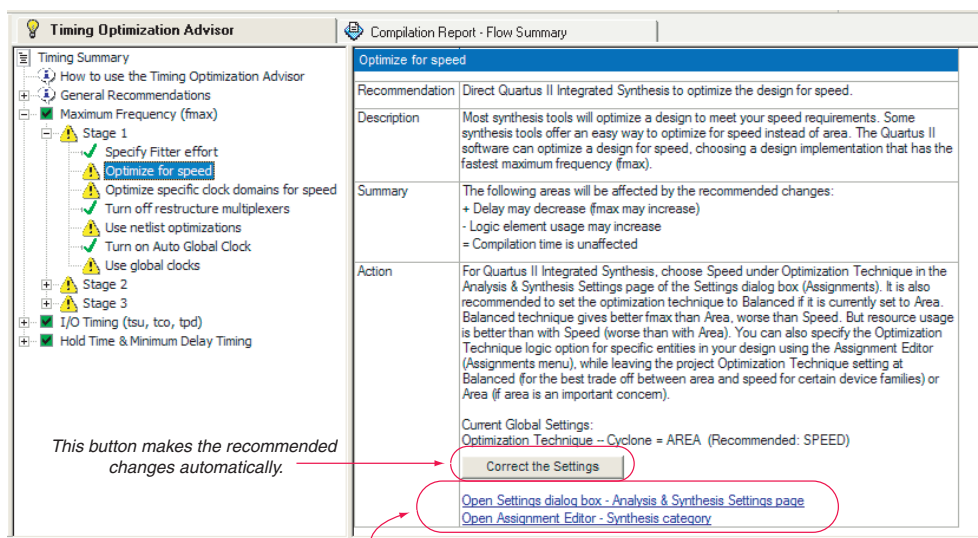 Timing Optimization Advisor
Compilation Report - Flow Summary
Timing Summary
How to use the Timing Optimization Advisor
General Recommendations
Maximum Frequency (fmax)
Stage 1
Specify Fitter effort
Optimize for speed
Optimize specific clock domains for speed
Turn off restructure multiplexers
Use netlist optimizations
Turn on Auto Global Clock
Use global clocks
Stage 2
Stage 3
I/O Timing (tsu, tco, tpd)
Hold Time & Minimum Delay Timing
This button makes the recommended
changes automatically.
Optimize for speed
Recommendation
Direct Quartus II Integrated Synthesis to optimize the design for speed.
Description
Most synthesis tools will optimize a design to meet your speed requirements. Some
synthesis tools offer an easy way to optimize for speed instead of area. The Quartus II
software can optimize a design for speed, choosing a design implementation that has the
fastest maximum frequency (fmax).
Summary
The following areas will be affected by the recommended changes:
+ Delay may decrease (fmax may increase)
- Logic element usage may increase
= Compilation time is unaffected
Action
For Quartus II Integrated Synthesis, choose Speed under Optimization Technique in the
Analysis & Synthesis Settings page of the Settings dialog box (Assignments). It is also
recommended to set the optimization technique to Balanced if it is currently set to Area.
Balanced technique gives better fmax than Area, worse than Speed. But resource usage
is better than with Speed (worse than with Area). You can also specify the Optimization
Technique logic option for specific entities in your design using the Assignment Editor
(Assignments menu), while leaving the project Optimization Technique setting at
Balanced (for the best trade off between area and speed for certain device families) or
Area (if area is an important concern).
Current Global Settings:
Optimization Technique -- Cyclone = AREA (Recommended: SPEED)
Correct the Settings
Open Settings dialog box - Analysis & Synthesis Settings page
Open Assignment Editor - Synthesis category